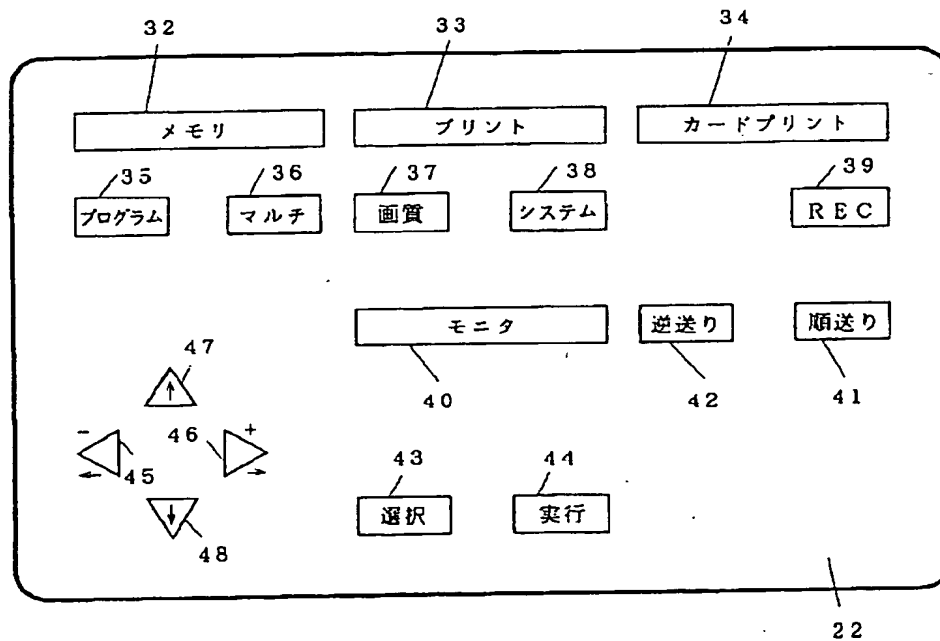 32 33 34
メモリ プリント カードプリント
35 36 37 38 39
プログラム マルチ 画質 システム REC
モニタ 逆送り 順送り
47 40 42 41
↑
- 46 +
← 45 →
43 44
↓ 選択 実行
48
22